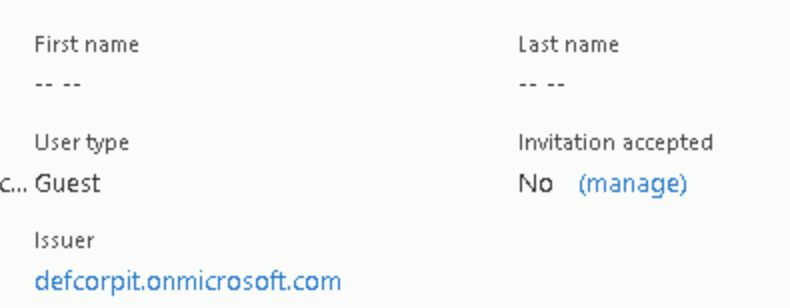 First name
Last name
-- --
-- --
User type
Invitation accepted
c... Guest
No (manage)
Issuer
defcorpit.onmicrosoft.com